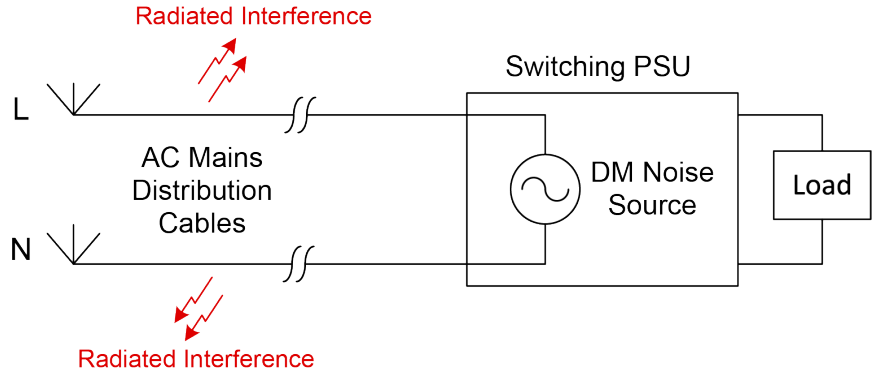 Radiated Interference
Switching PSU
L
AC Mains
Distribution
Cables
DM Noise
Source
Load
N
Radiated Interference